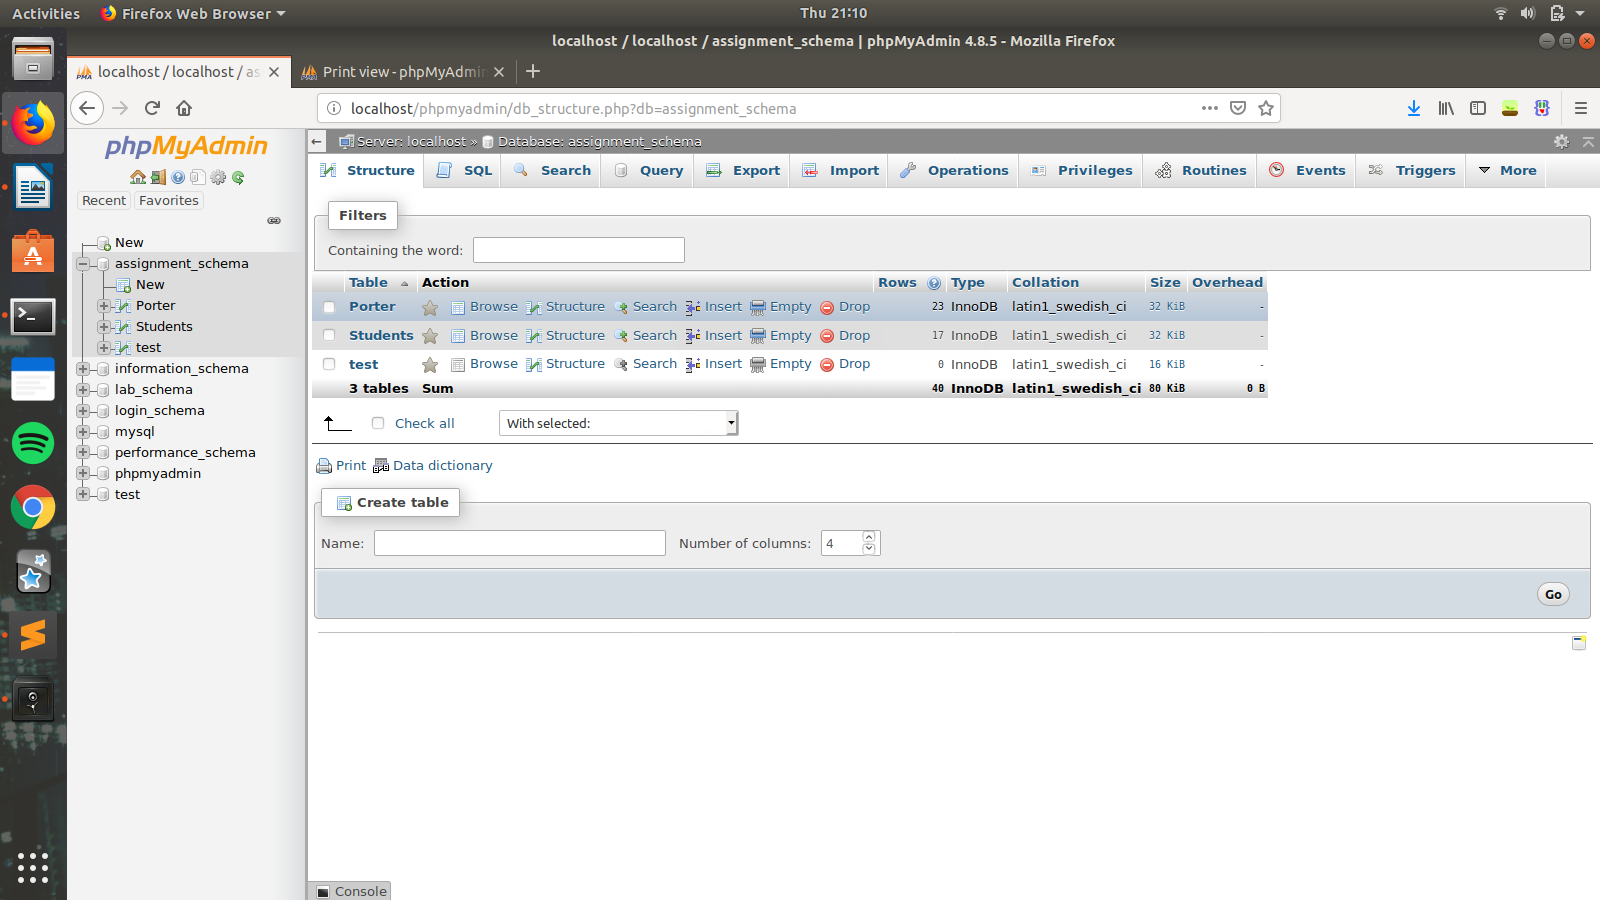 Activities Firefox Web Browser Thu 21:10
localhost / localhost / assignment_schema | phpMyAdmin 4.8.5 - Mozilla Firefox
localhost / localhost / as Print view - phpMyAdmin
localhost/phpmyadmin/db_structure.php?db=assignment_schema
phpMyAdmin
Recent Favorites
New
assignment_schema
New
Porter
Students
test
information_schema
lab_schema
login_schema
mysql
performance_schema
phpmyadmin
test
Server: localhost » Database: assignment_schema
Structure SQL Search Query Export Import Operations Privileges Routines Events Triggers More
Filters
Containing the word:
Table Action Rows Type Collation Size Overhead
Porter Browse Structure Search Insert Empty Drop 23 InnoDB latin1_swedish_ci 32 KiB -
Students Browse Structure Search Insert Empty Drop 17 InnoDB latin1_swedish_ci 32 KiB -
test Browse Structure Search Insert Empty Drop 0 InnoDB latin1_swedish_ci 16 KiB -
3 tables Sum 40 InnoDB latin1_swedish_ci 80 KiB 0 B
Check all With selected:
Print Data dictionary
Create table
Name: Number of columns: 4
Go
Console